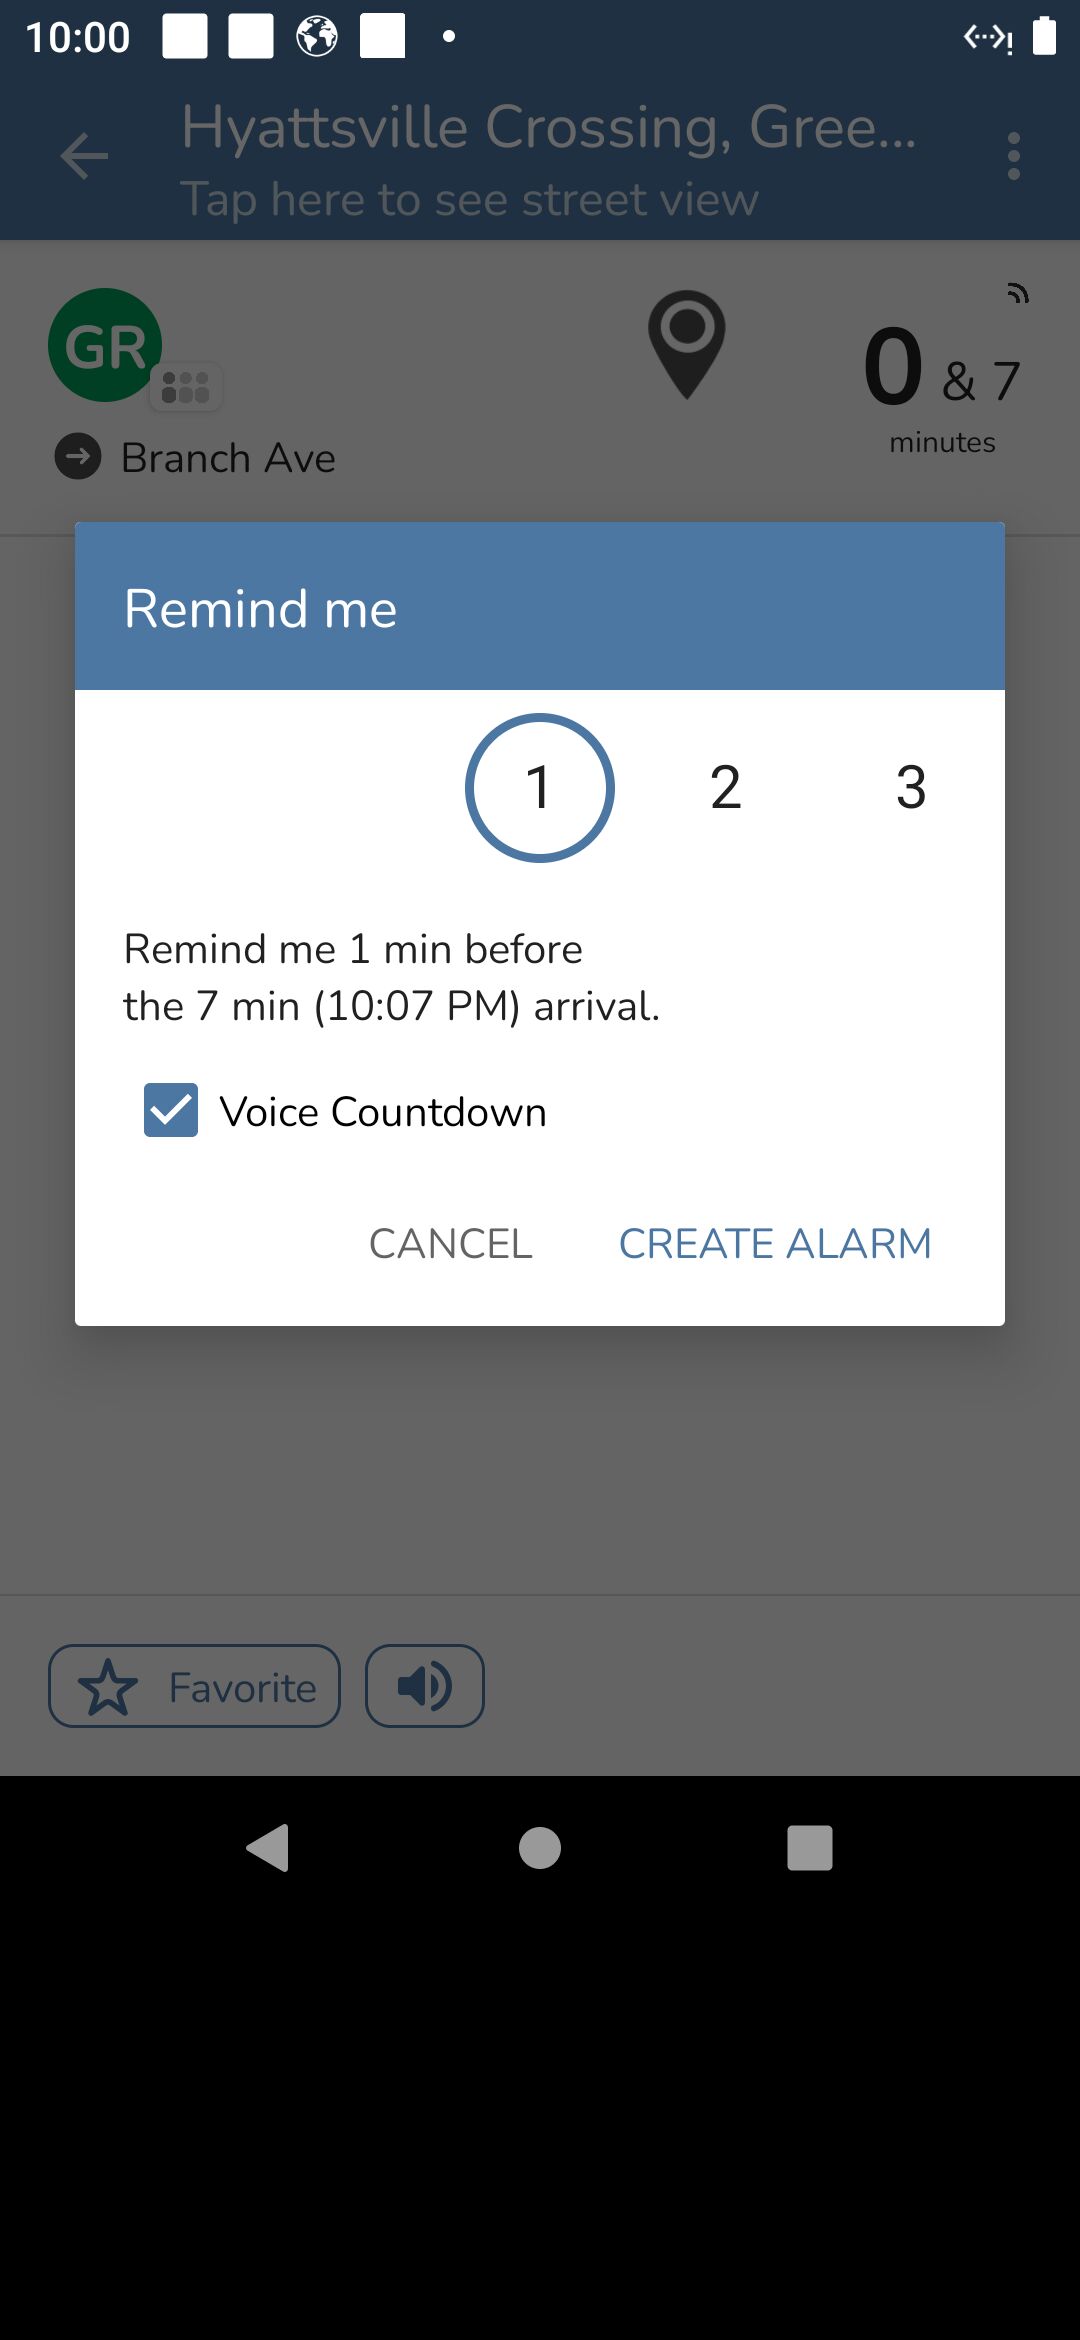 10:00
Hyattsville Crossing, Gree...
Tap here to see street view
GR
0 & 7
minutes
Branch Ave
Remind me
1 2 3
Remind me 1 min before
the 7 min (10:07 PM) arrival.
Voice Countdown
CANCEL CREATE ALARM
Favorite